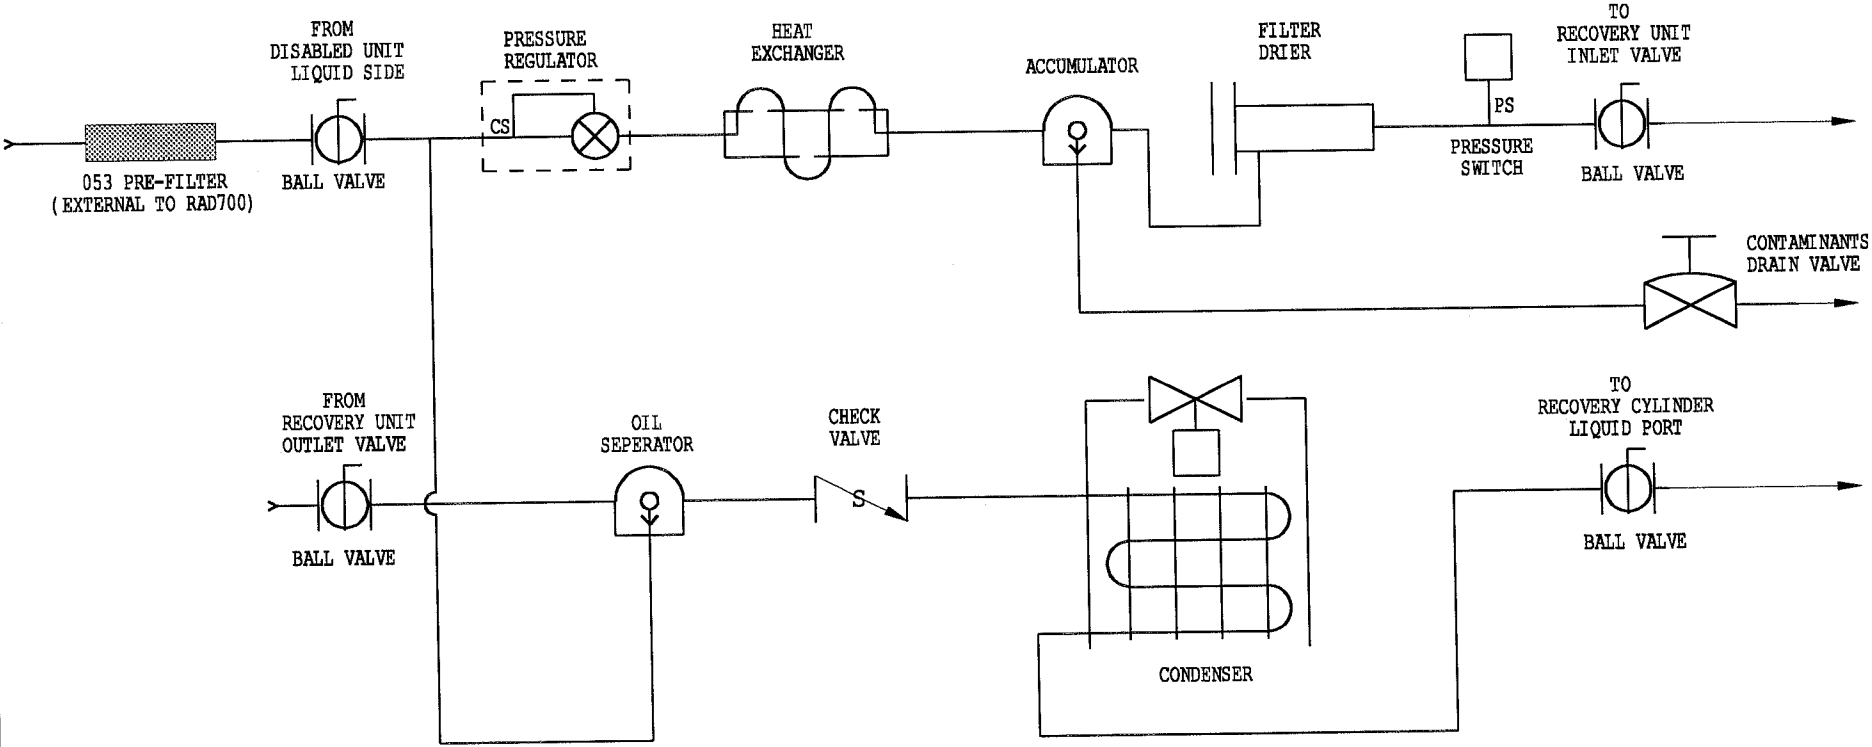 FROM
DISABLED UNIT
LIQUID SIDE
PRESSURE
REGULATOR
HEAT
EXCHANGER
ACCUMULATOR
FILTER
DRIER
TO
RECOVERY UNIT
INLET VALVE
CS
PS
053 PRE-FILTER
(EXTERNAL TO RAD700)
BALL VALVE
PRESSURE
SWITCH
BALL VALVE
CONTAMINANTS
DRAIN VALVE
FROM
RECOVERY UNIT
OUTLET VALVE
OIL
SEPERATOR
CHECK
VALVE
TO
RECOVERY CYLINDER
LIQUID PORT
S
BALL VALVE
BALL VALVE
CONDENSER